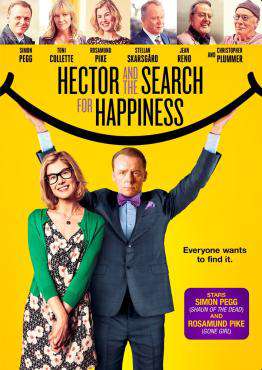 SIMON PEGG
TONI COLLETTE
ROSAMUND PIKE
STELLAN SKARSGÅRD
JEAN RENO
AND CHRISTOPHER PLUMMER
HECTOR AND THE SEARCH
FOR HAPPINESS
Everyone wants
to find it.
STARS
SIMON PEGG
(SHAUN OF THE DEAD)
AND
ROSAMUND PIKE
(GONE GIRL)